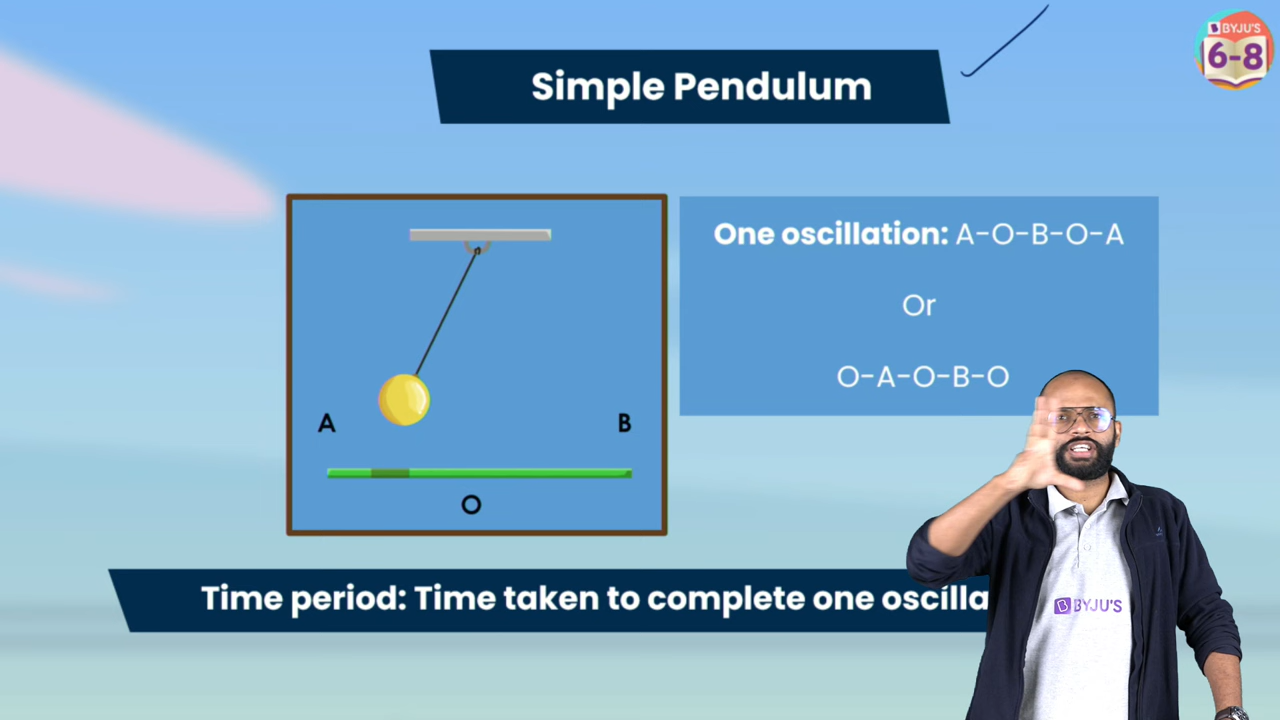 BYJU'S
6-8
Simple Pendulum
One oscillation: A-O-B-O-A
Or
O-A-O-B-O
A
B
O
Time period: Time taken to complete one oscilla
BYJU'S